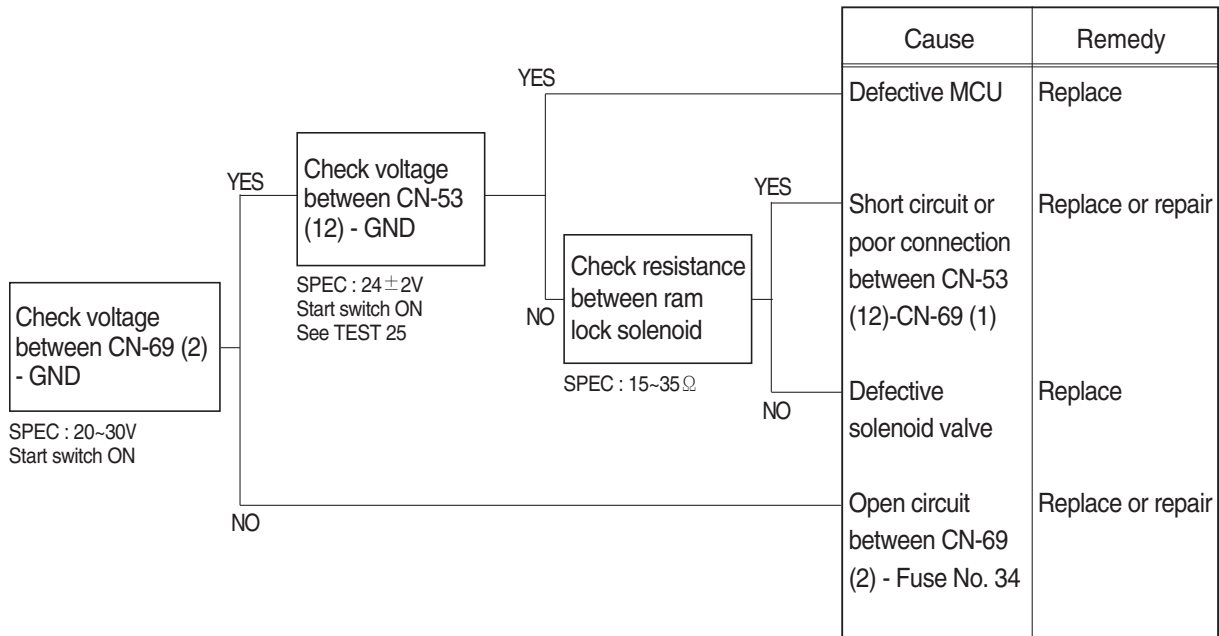 Cause
Remedy
YES
Defective MCU
Replace
Check voltage
between CN-53
(12) - GND
YES
SPEC : 24±2V
Start switch ON
See TEST 25
YES
Short circuit or
poor connection
between CN-53
(12)-CN-69 (1)
Replace or repair
Check resistance
between ram
lock solenoid
NO
SPEC : 15~35Ω
Check voltage
between CN-69 (2)
- GND
SPEC : 20~30V
Start switch ON
NO
Defective
solenoid valve
Replace
NO
Open circuit
between CN-69
(2) - Fuse No. 34
Replace or repair